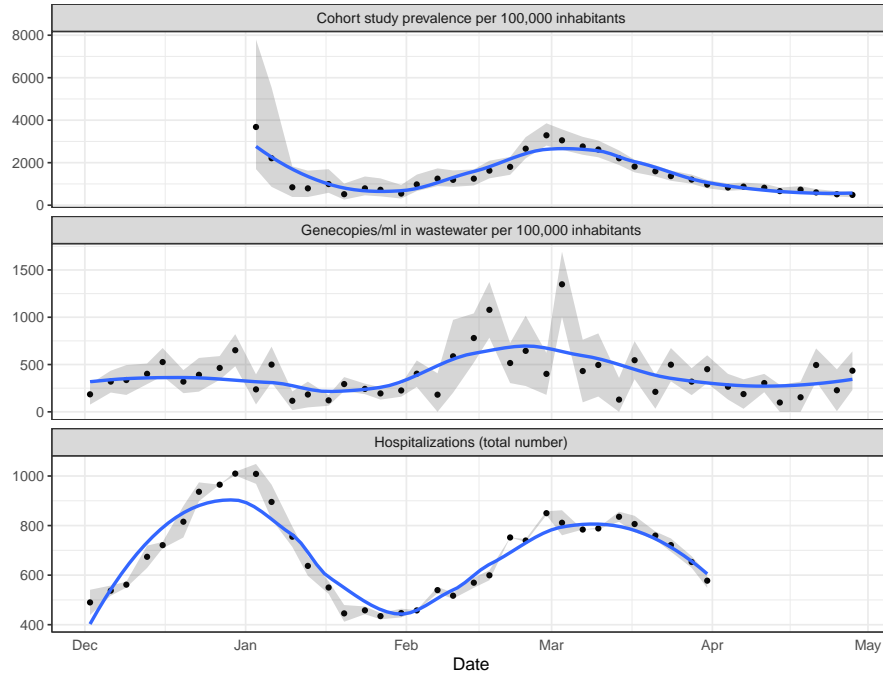 Cohort study prevalence per 100,000 inhabitants
8000
6000
4000
2000
0
Genecopies/ml in wastewater per 100,000 inhabitants
1500
1000
500
0
Hospitalizations (total number)
1000
800
600
400
Dec Jan Feb Mar Apr May
Date